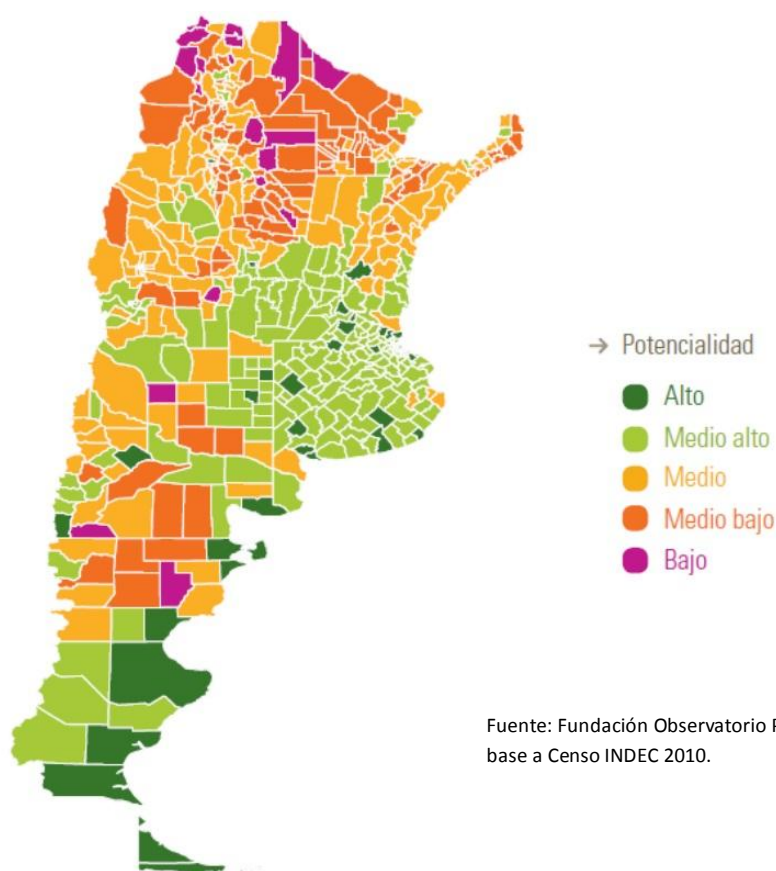 → Potencialidad
Alto
Medio alto
Medio
Medio bajo
Bajo
Fuente: Fundación Observatorio
base a Censo INDEC 2010.